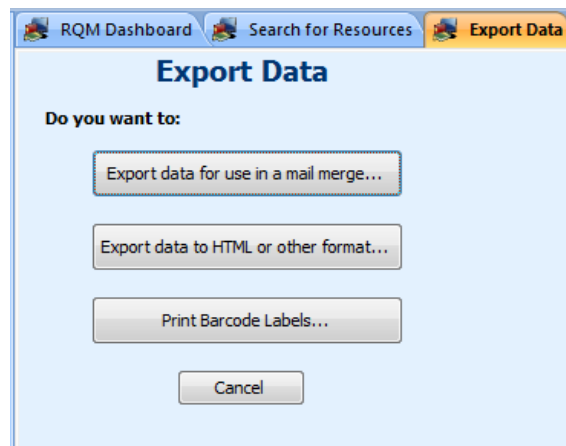 RQM Dashboard Search for Resources Export Data
Export Data
Do you want to:
Export data for use in a mail merge...
Export data to HTML or other format...
Print Barcode Labels...
Cancel